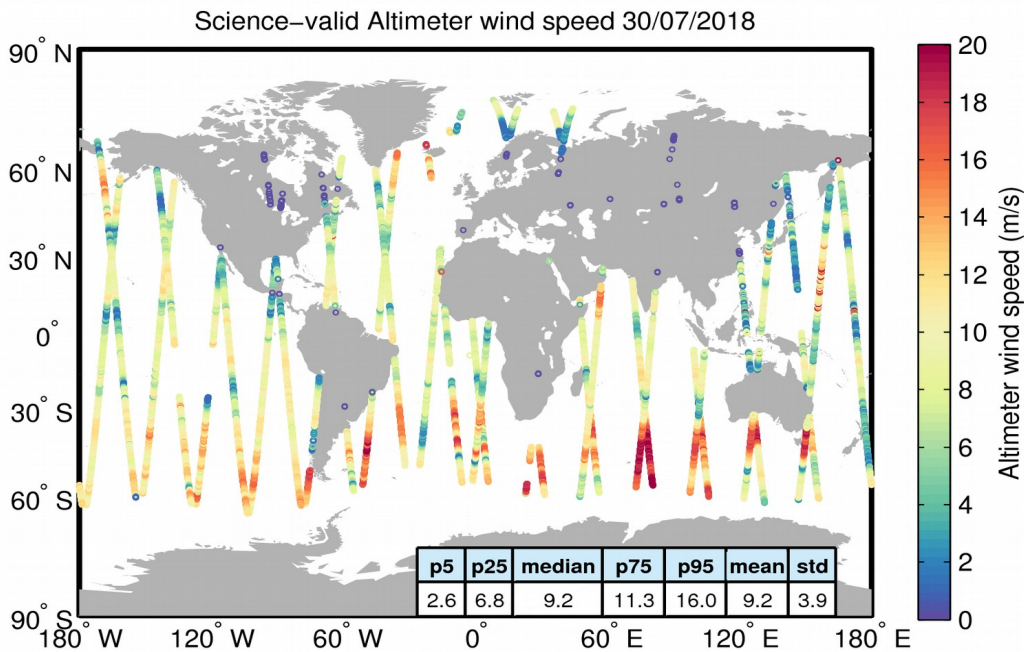 Science−valid Altimeter wind speed 30/07/2018
90° N
60° N
30° N
0°
30° S
60° S
90° S
180° W
120° W
60° W
0°
60° E
120° E
180° E
p5 p25 median p75 p95 mean std
2.6 6.8 9.2 11.3 16.0 9.2 3.9
20
18
16
14
12
10
8
6
4
2
0
Altimeter wind speed (m/s)